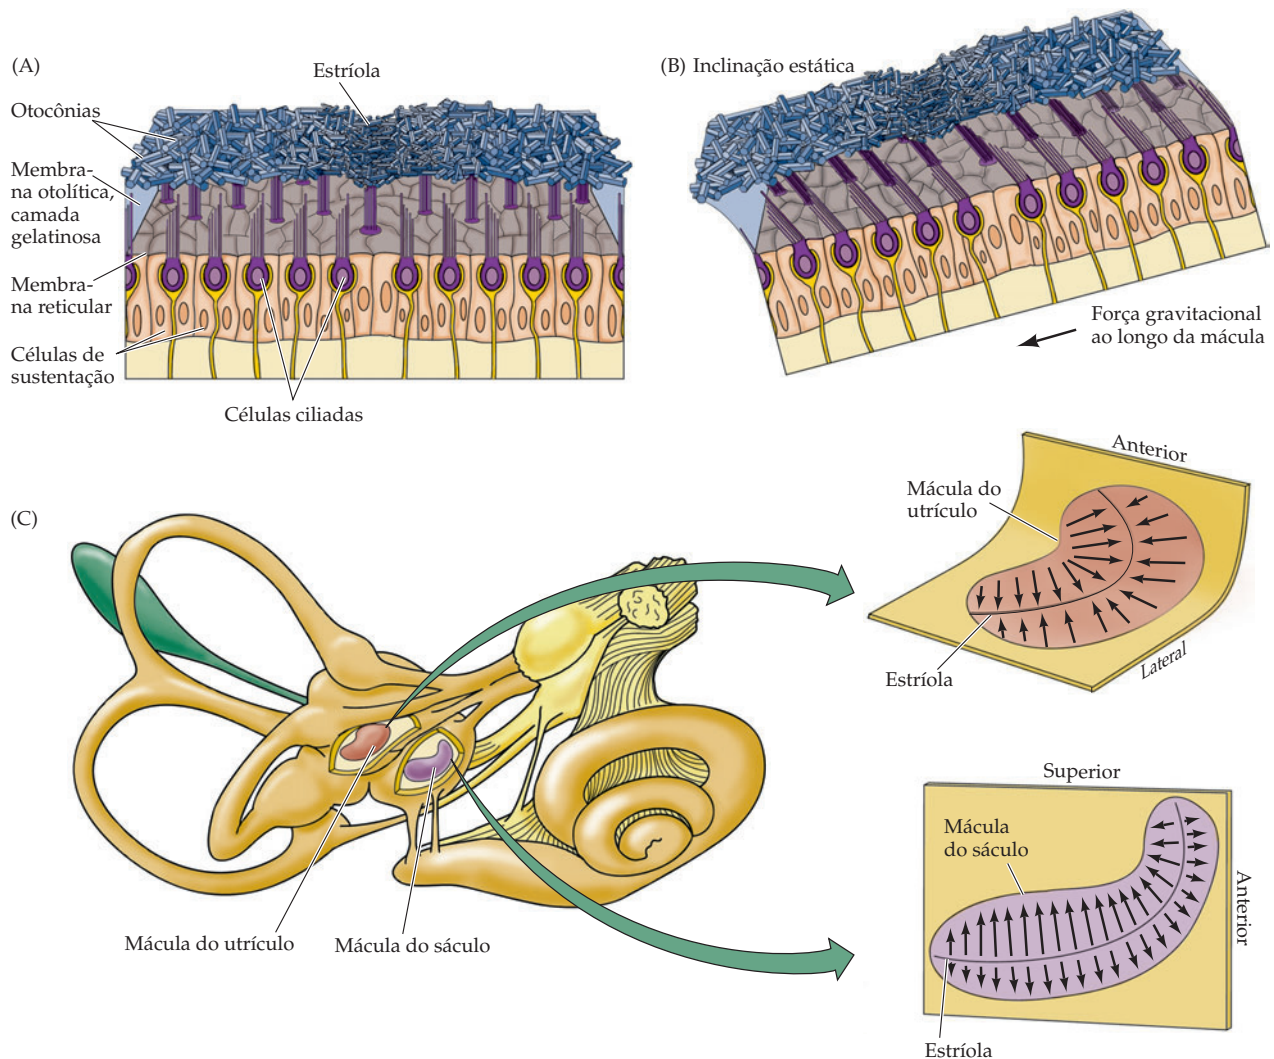 (A)
Estríola
Otocônias
Membra-
na otolítica,
camada
gelatinosa
Membra-
na reticular
Células de
sustentação
Células ciliadas
(B) Inclinação estática
Força gravitacional
ao longo da mácula
(C)
Mácula do utrículo
Mácula do sáculo
Anterior
Mácula do
utrículo
Estríola
Lateral
Superior
Mácula
do sáculo
Anterior
Estríola